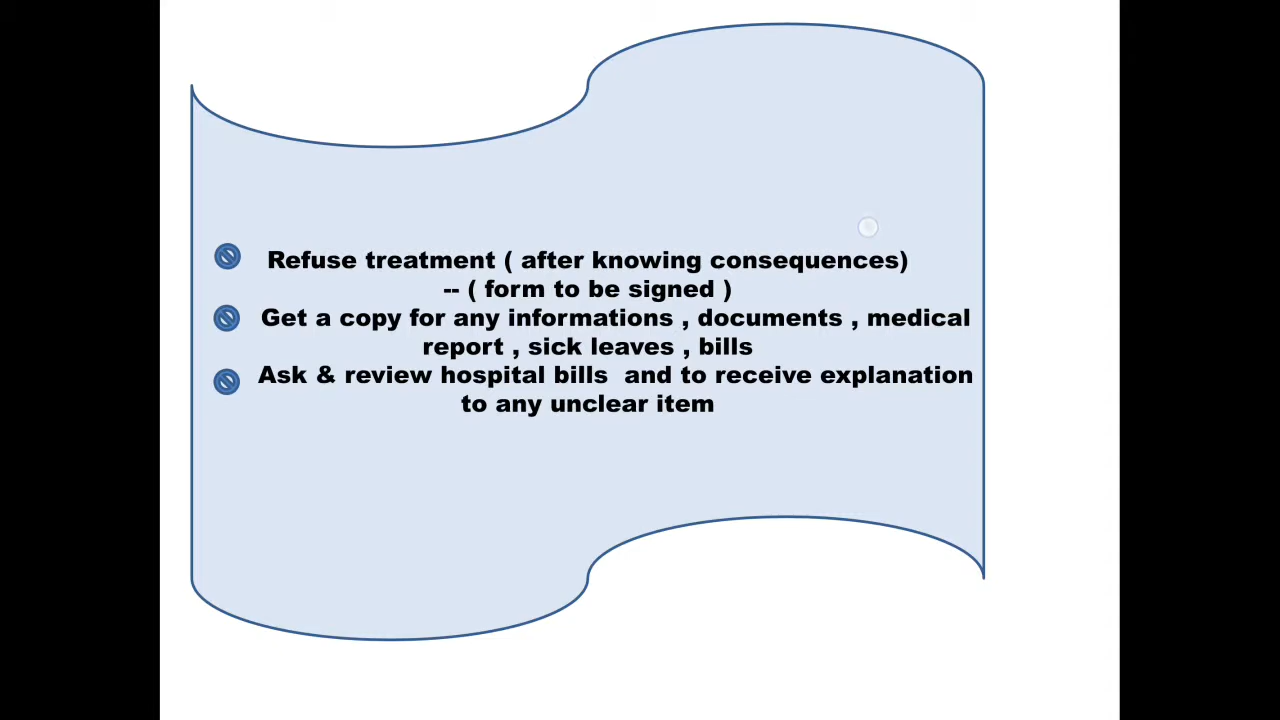 Refuse treatment ( after knowing consequences)
-- ( form to be signed )
Get a copy for any informations , documents , medical
report , sick leaves , bills
Ask & review hospital bills  and to receive explanation
to any unclear item